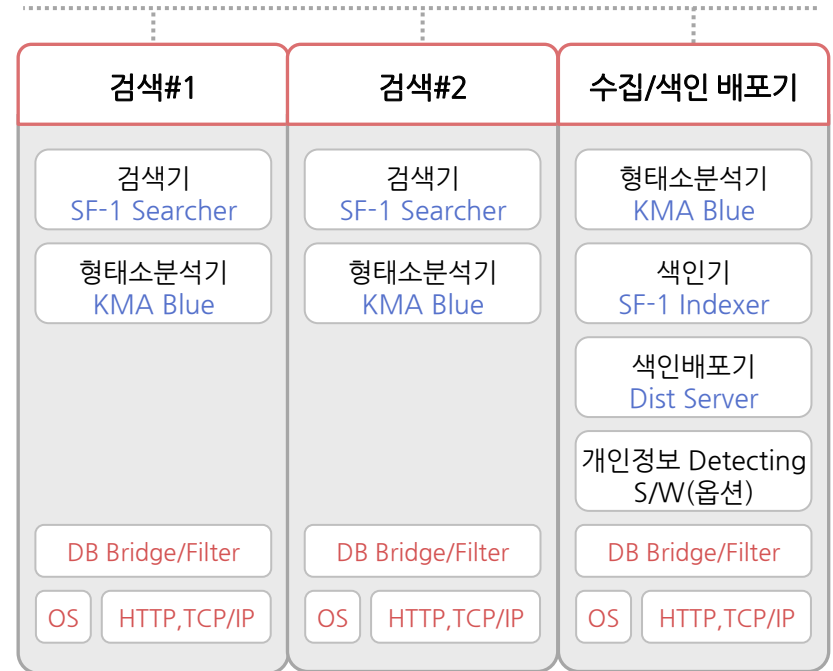 검색#1
검색기
SF-1 Searcher
형태소분석기
KMA Blue
DB Bridge/Filter
OS
HTTP,TCP/IP
검색#2
검색기
SF-1 Searcher
형태소분석기
KMA Blue
DB Bridge/Filter
OS
HTTP,TCP/IP
수집/색인 배포기
형태소분석기
KMA Blue
색인기
SF-1 Indexer
색인배포기
Dist Server
개인정보 Detecting
S/W(옵션)
DB Bridge/Filter
OS
HTTP,TCP/IP